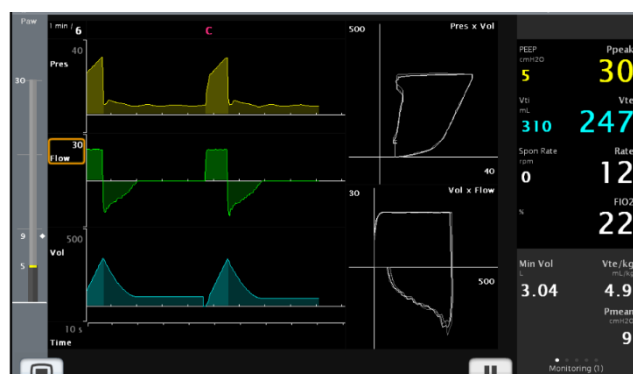 Paw
1 min / 6
C
500
Pres x Vol
40
Pres
30
PEEP
cmH2O
5
Ppeak
30
Vti
mL
310
Vte
247
30
Flow
Spon Rate
rpm
0
Rate
12
40
30
Vol x Flow
FIO2
%
22
9
5
500
Vol
500
Min Vol
L
3.04
Vte/kg
mL/kg
4.9
Pmean
cmH2O
9
10 s
Time
Monitoring (1)